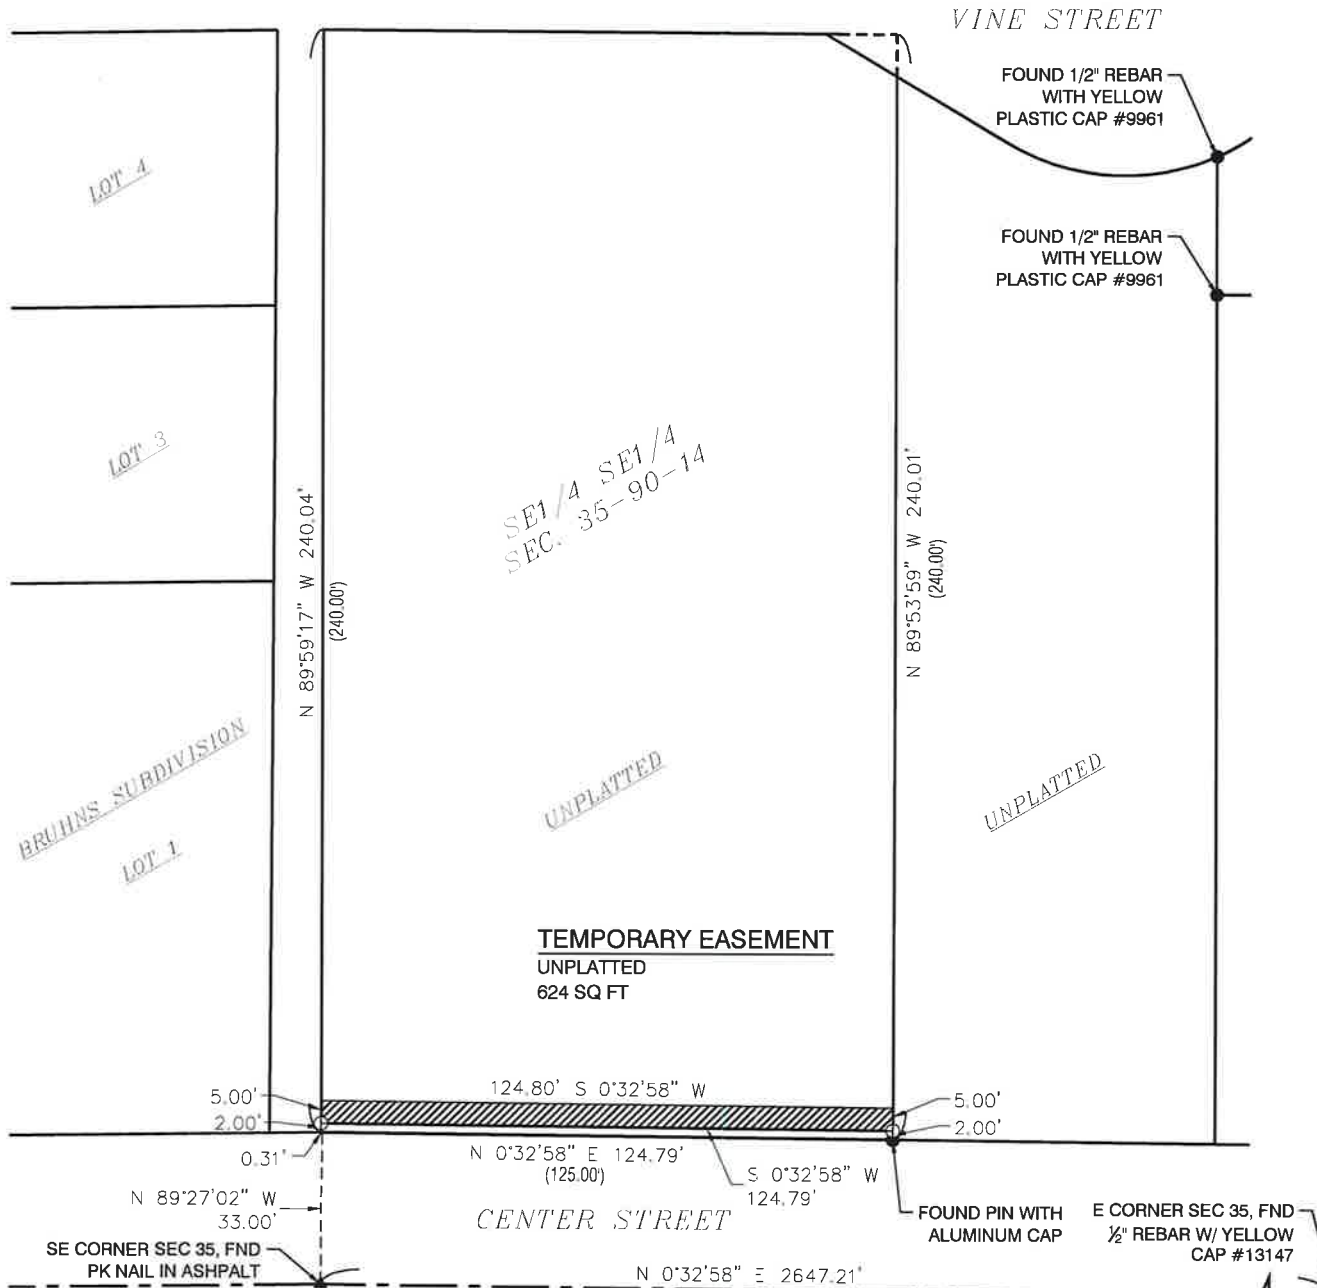 VINE STREET
FOUND 1/2" REBAR
WITH YELLOW
PLASTIC CAP #9961
LOT 4
FOUND 1/2" REBAR
WITH YELLOW
PLASTIC CAP #9961
LOT 3
SE1/4 SE1/4
SEC. 35-90-14
N 89°59'17" W 240.04'
(240.00')
N 89°53'59" W 240.01'
(240.00')
BRUHNS SUBDIVISION
LOT 1
UNPLATTED
UNPLATTED
TEMPORARY EASEMENT
UNPLATTED
624 SQ FT
5.00'
2.00'
0.31'
124.80' S 0°32'58" W
5.00'
2.00'
N 0°32'58" E 124.79'
(125.00')
S 0°32'58" W
124.79'
N 89°27'02" W
33.00'
CENTER STREET
FOUND PIN WITH
ALUMINUM CAP
E CORNER SEC 35, FND
½" REBAR W/ YELLOW
CAP #13147
SE CORNER SEC 35, FND
PK NAIL IN ASHPALT
N 0°32'58" E 2647.21'